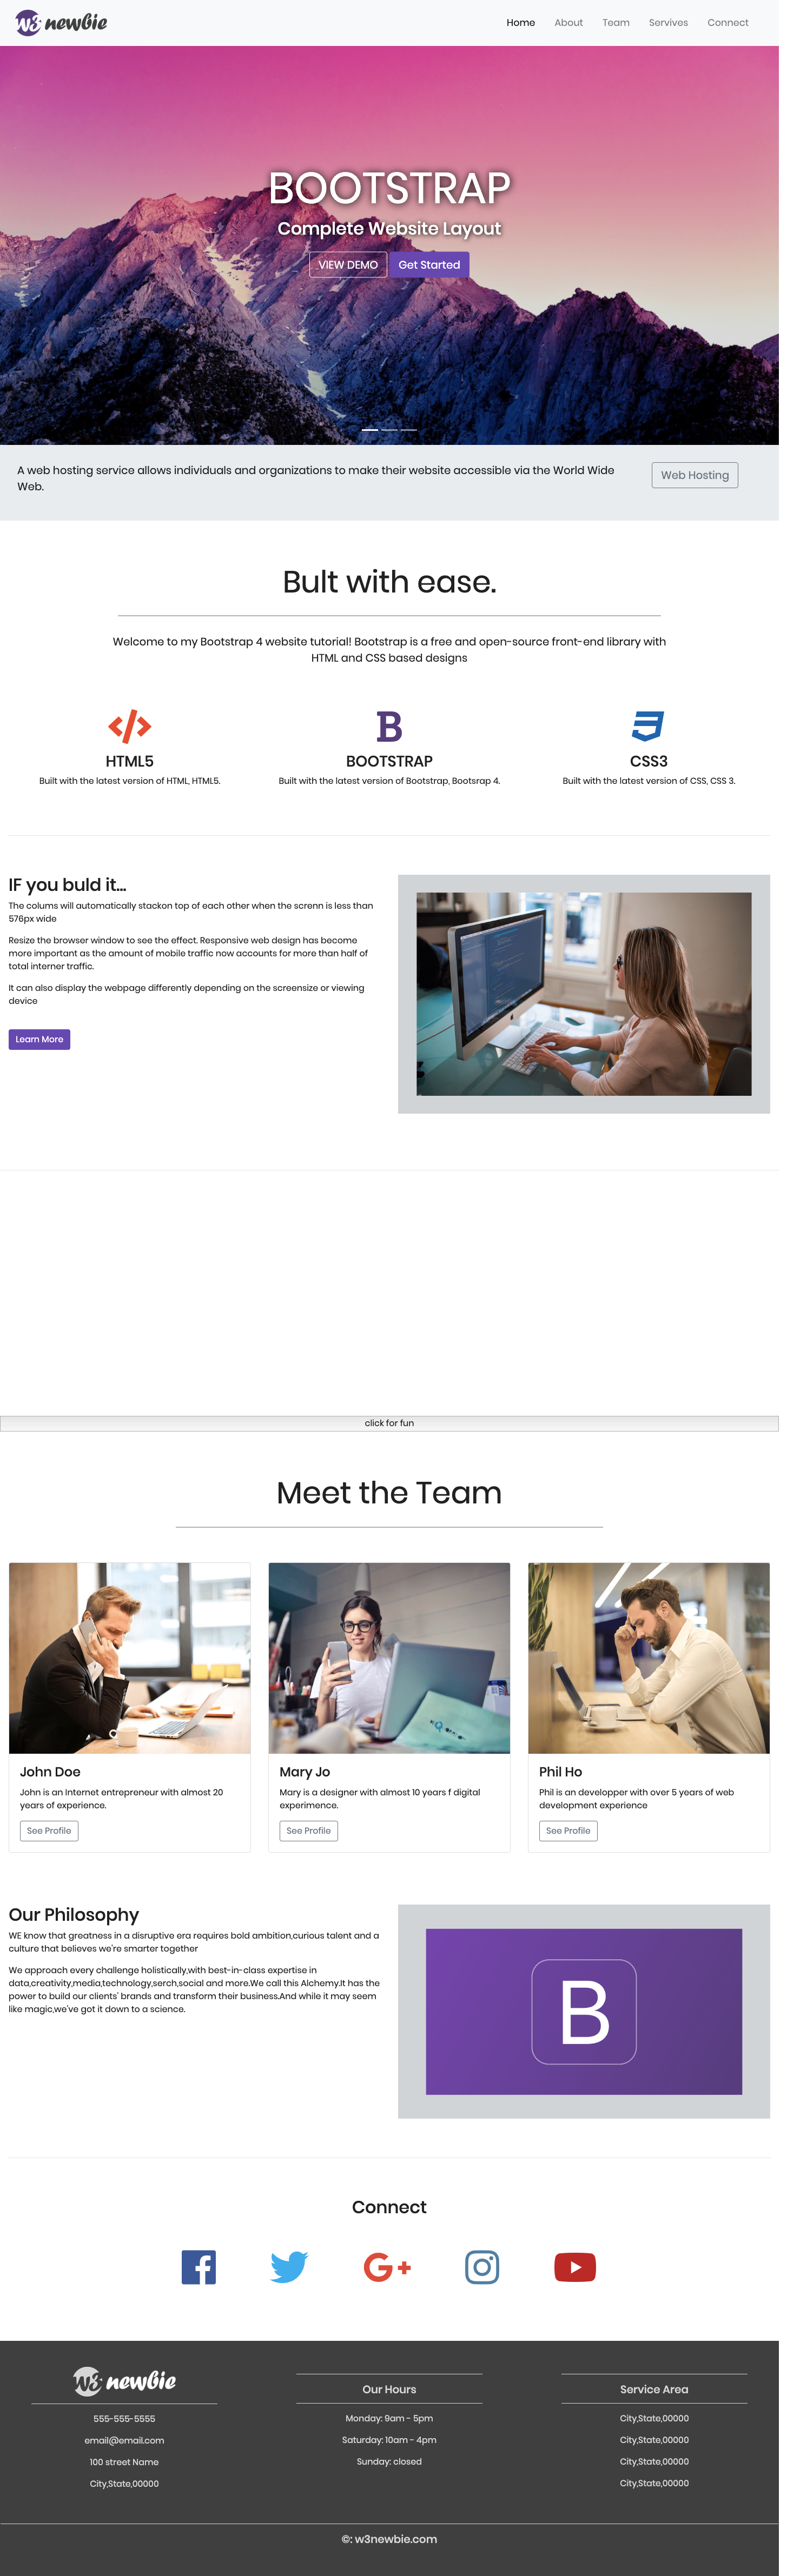 W3 newbie
Home About Team Servives Connect
BOOTSTRAP
Complete Website Layout
VIEW DEMO Get Started
A web hosting service allows individuals and organizations to make their website accessible via the World Wide
Web.
Web Hosting
Bult with ease.
Welcome to my Bootstrap 4 website tutorial! Bootstrap is a free and open-source front-end library with
HTML and CSS based designs
HTML5
Built with the latest version of HTML, HTML5.
B
BOOTSTRAP
Built with the latest version of Bootstrap, Bootsrap 4.
CSS3
Built with the latest version of CSS, CSS 3.
IF you buld it...
The colums will automatically stackon top of each other when the screnn is less than
576px wide
Resize the browser window to see the effect. Responsive web design has become
more important as the amount of mobile traffic now accounts for more than half of
total interner traffic.
It can also display the webpage differently depending on the screensize or viewing
device
Learn More
click for fun
Meet the Team
John Doe
John is an Internet entrepreneur with almost 20
years of experience.
See Profile
Mary Jo
Mary is a designer with almost 10 years f digital
experimence.
See Profile
Phil Ho
Phil is an developper with over 5 years of web
development experience
See Profile
Our Philosophy
WE know that greatness in a disruptive era requires bold ambition,curious talent and a
culture that believes we're smarter together
We approach every challenge holistically,with best-in-class expertise in
data,creativity,media,technology,serch,social and more.We call this Alchemy.It has the
power to build our clients' brands and transform their business.And while it may seem
like magic,we've got it down to a science.
B
Connect
W3 newbie
555-555-5555
email@email.com
100 street Name
City,State,00000
Our Hours
Monday: 9am - 5pm
Saturday: 10am - 4pm
Sunday: closed
Service Area
City,State,00000
City,State,00000
City,State,00000
City,State,00000
©: w3newbie.com